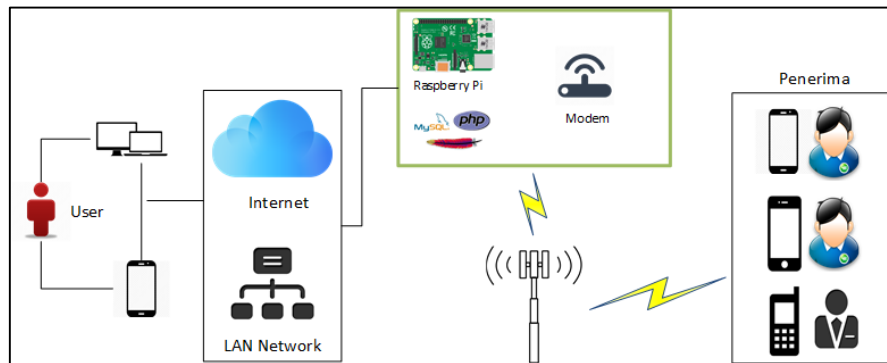 User
Internet
LAN Network
Raspberry Pi
MySQL
php
Modem
Penerima